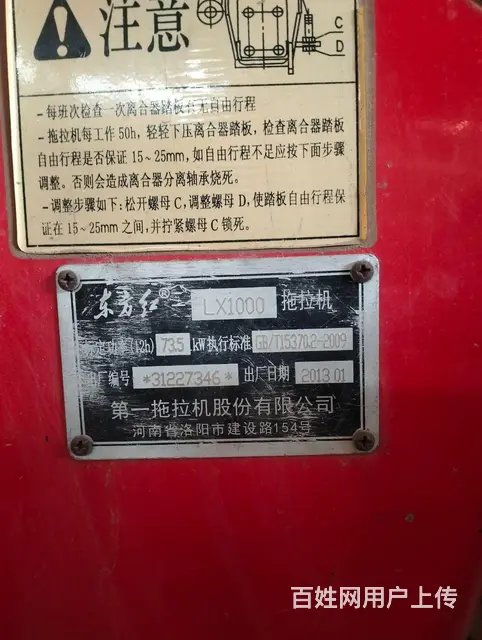 注意
C
D
－每班次检查一次离合器踏板有无自由行程
－拖拉机每工作50h，轻轻下压离合器踏板，检查离合器踏板
自由行程是否保证15～25mm，如自由行程不足应按下面步骤
调整。否则会造成离合器分离轴承烧死。
－调整步骤如下：松开螺母C，调整螺母D，使踏板自由行程保
证在15～25mm之间，并拧紧螺母C锁死。
东方红® LX1000 拖拉机
标定功率(12h) 73.5 kW 执行标准 GB/T15370.2-2009
出厂编号 *31227346* 出厂日期 2013 01
第一拖拉机股份有限公司
河南省洛阳市建设路154号
百姓网用户上传